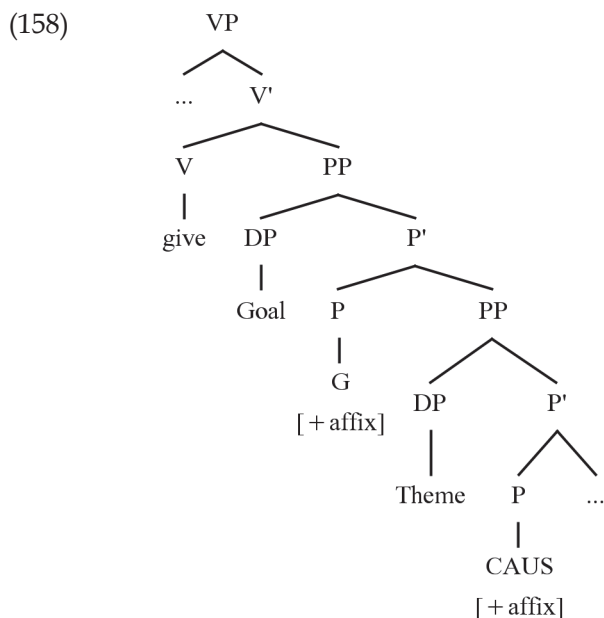 (158) VP
... V'
V PP
give DP P'
Goal P PP
G DP P'
[+affix]
Theme P ...
CAUS
[+affix]